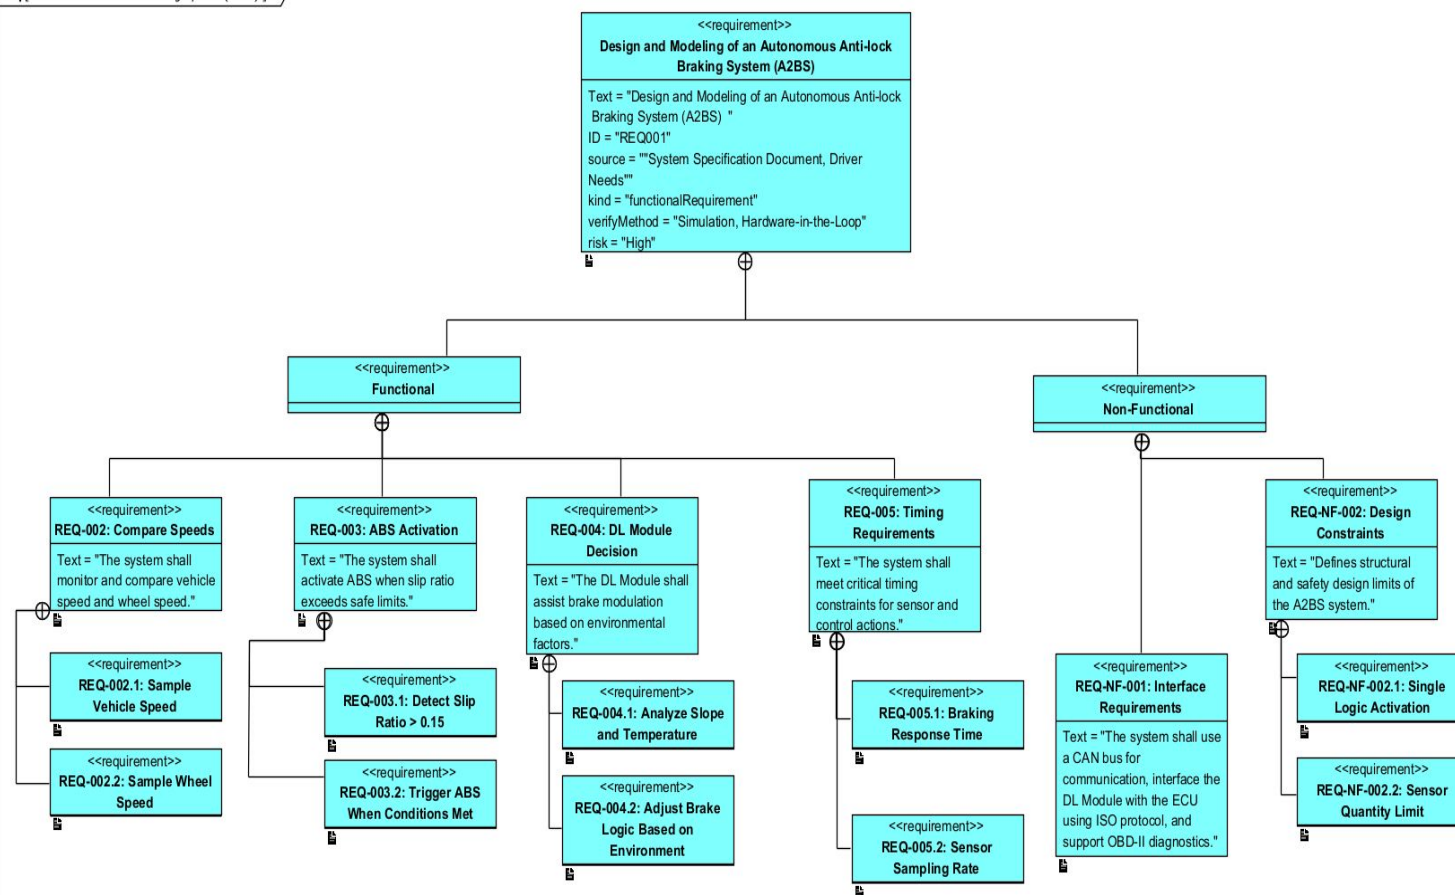 <<requirement>>
Design and Modeling of an Autonomous Anti-lock
Braking System (A2BS)
Text = "Design and Modeling of an Autonomous Anti-lock
Braking System (A2BS) "
ID = "REQ001"
source = ""System Specification Document, Driver
Needs""
kind = "functionalRequirement"
verifyMethod = "Simulation, Hardware-in-the-Loop"
risk = "High"
<<requirement>>
Functional
<<requirement>>
Non-Functional
<<requirement>>
REQ-002: Compare Speeds
Text = "The system shall
monitor and compare vehicle
speed and wheel speed."
<<requirement>>
REQ-002.1: Sample
Vehicle Speed
<<requirement>>
REQ-002.2: Sample Wheel
Speed
<<requirement>>
REQ-003: ABS Activation
Text = "The system shall
activate ABS when slip ratio
exceeds safe limits."
<<requirement>>
REQ-003.1: Detect Slip
Ratio > 0.15
<<requirement>>
REQ-003.2: Trigger ABS
When Conditions Met
<<requirement>>
REQ-004: DL Module
Decision
Text = "The DL Module shall
assist brake modulation
based on environmental
factors."
<<requirement>>
REQ-004.1: Analyze Slope
and Temperature
<<requirement>>
REQ-004.2: Adjust Brake
Logic Based on
Environment
<<requirement>>
REQ-005: Timing
Requirements
Text = "The system shall
meet critical timing
constraints for sensor and
control actions."
<<requirement>>
REQ-005.1: Braking
Response Time
<<requirement>>
REQ-005.2: Sensor
Sampling Rate
<<requirement>>
REQ-NF-001: Interface
Requirements
Text = "The system shall use
a CAN bus for
communication, interface the
DL Module with the ECU
using ISO protocol, and
support OBD-II diagnostics."
<<requirement>>
REQ-NF-002: Design
Constraints
Text = "Defines structural
and safety design limits of
the A2BS system."
<<requirement>>
REQ-NF-002.1: Single
Logic Activation
<<requirement>>
REQ-NF-002.2: Sensor
Quantity Limit